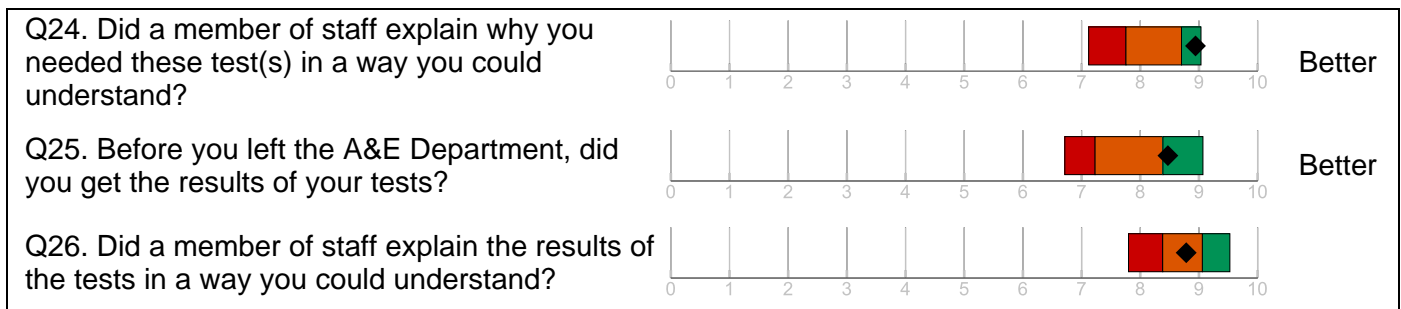 Q24. Did a member of staff explain why you
needed these test(s) in a way you could
understand?
0 1 2 3 4 5 6 7 8 9 10
Better
Q25. Before you left the A&E Department, did
you get the results of your tests?
0 1 2 3 4 5 6 7 8 9 10
Better
Q26. Did a member of staff explain the results of
the tests in a way you could understand?
0 1 2 3 4 5 6 7 8 9 10